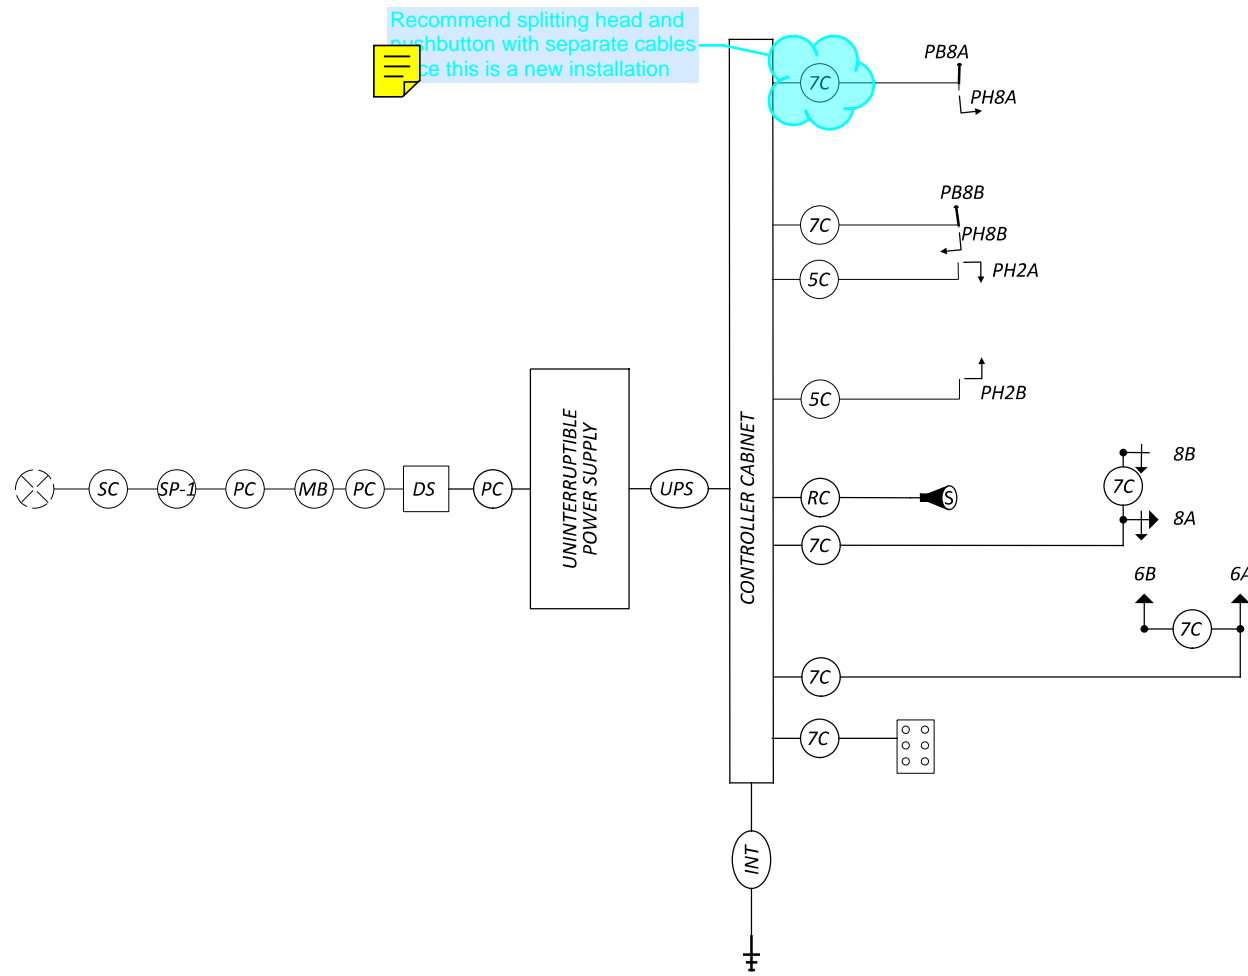 Recommend splitting head and
pushbutton with separate cables
this is a new installation
7C
PB8A
PH8A
7C
PB8B
PH8B
5C
PH2A
5C
PH2B
SC
SP-1
PC
MB
PC
DS
PC
UNINTERRUPTIBLE
POWER SUPPLY
UPS
CONTROLLER CABINET
RC
S
7C
7C
8B
8A
6B
6A
7C
7C
7C
INT